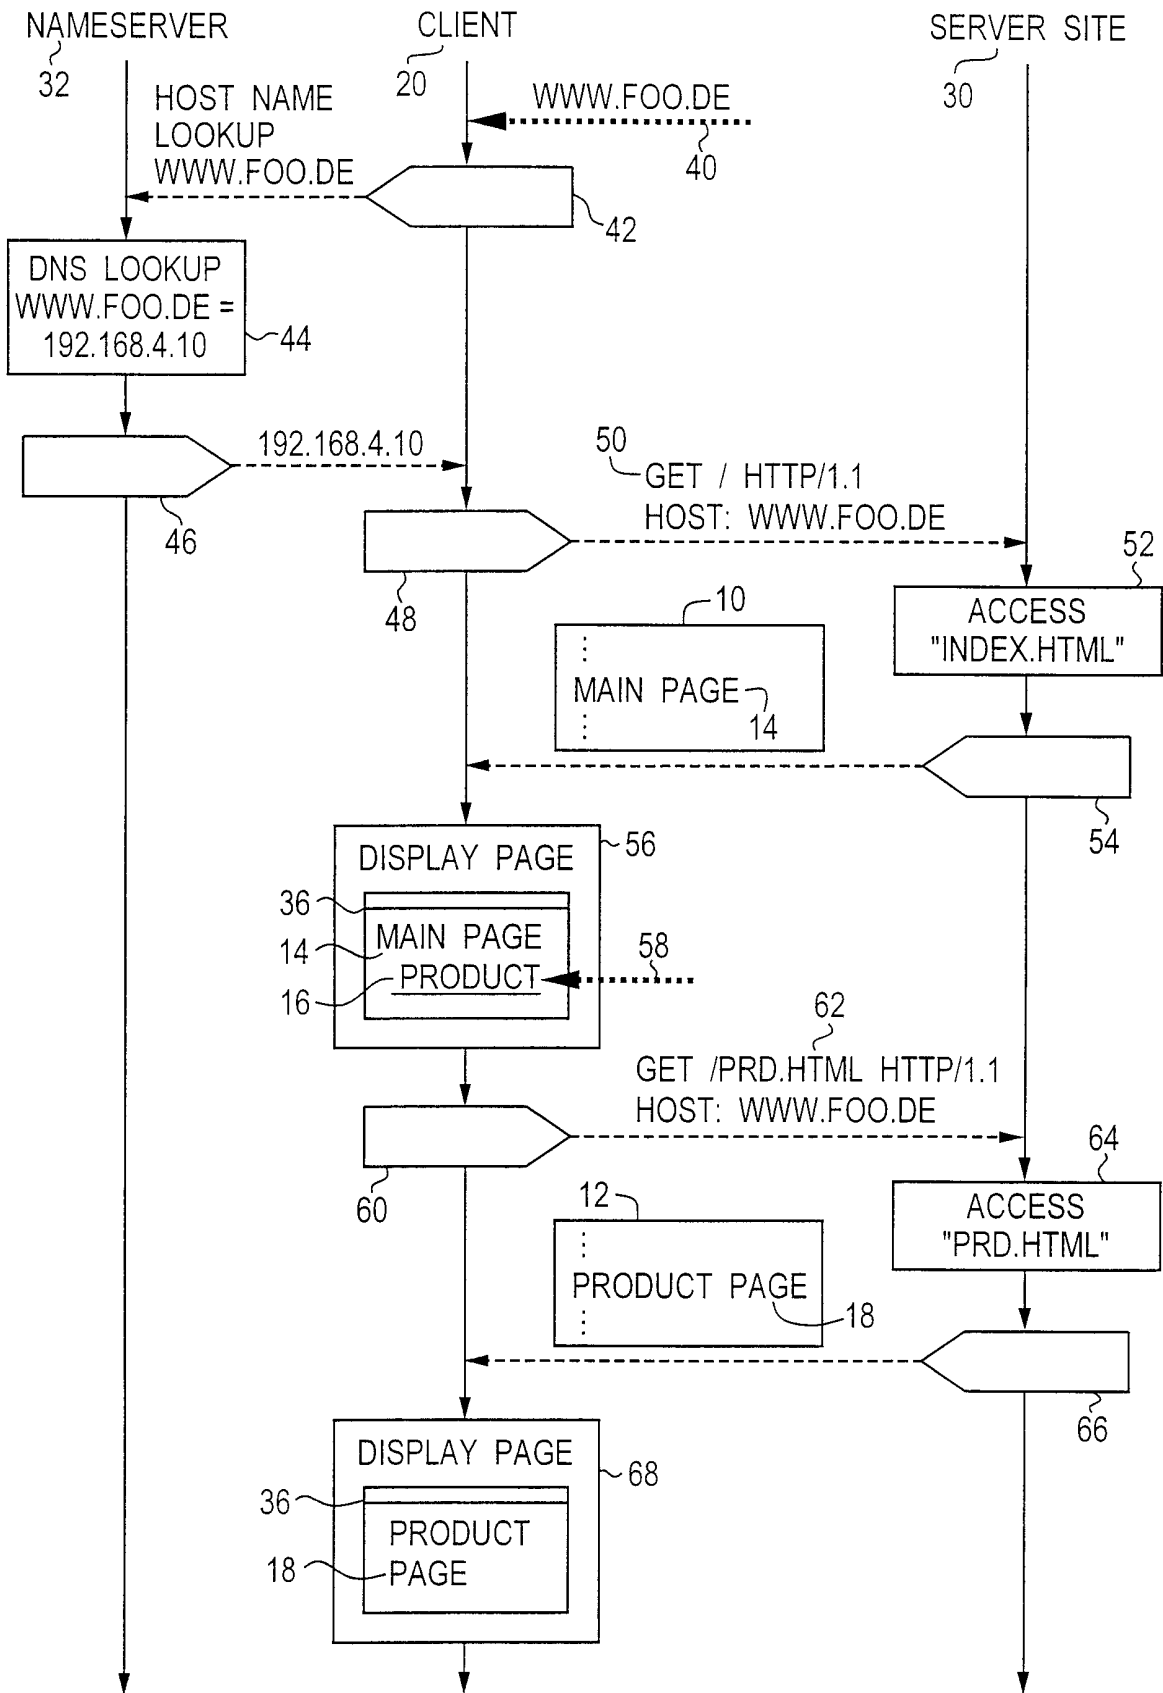 NAMESERVER
32
CLIENT
20
SERVER SITE
30
HOST NAME
LOOKUP
WWW.FOO.DE
WWW.FOO.DE
40
42
DNS LOOKUP
WWW.FOO.DE =
192.168.4.10
44
46
192.168.4.10
50
GET / HTTP/1.1
HOST: WWW.FOO.DE
48
52
ACCESS
"INDEX.HTML"
10
MAIN PAGE
14
54
DISPLAY PAGE
56
36
MAIN PAGE
14
PRODUCT
16
58
62
GET /PRD.HTML HTTP/1.1
HOST: WWW.FOO.DE
60
64
ACCESS
"PRD.HTML"
12
PRODUCT PAGE
18
66
DISPLAY PAGE
68
36
PRODUCT
PAGE
18